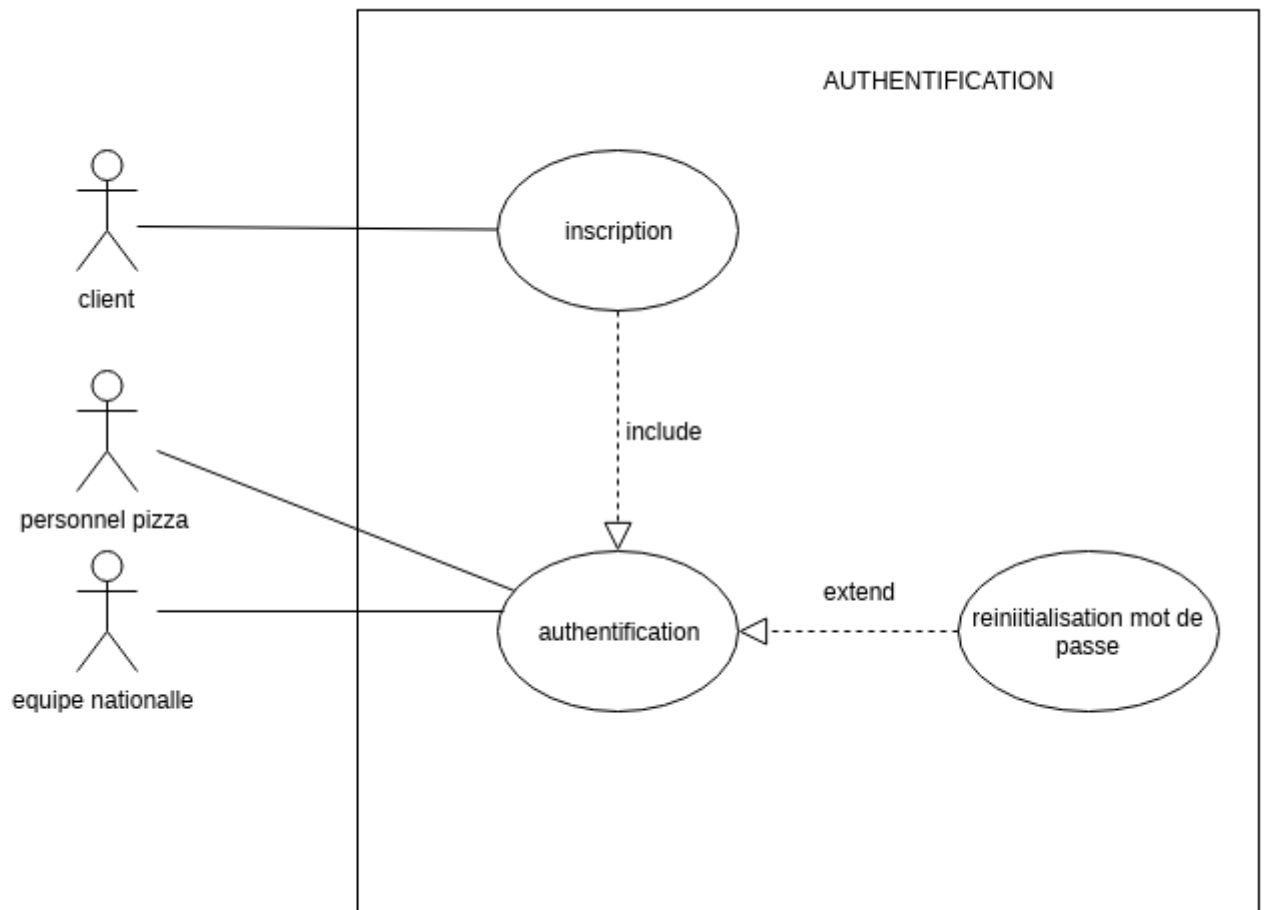 AUTHENTIFICATION
inscription
client
include
personnel pizza
extend
reiniitialisation mot de
passe
authentification
equipe nationalle